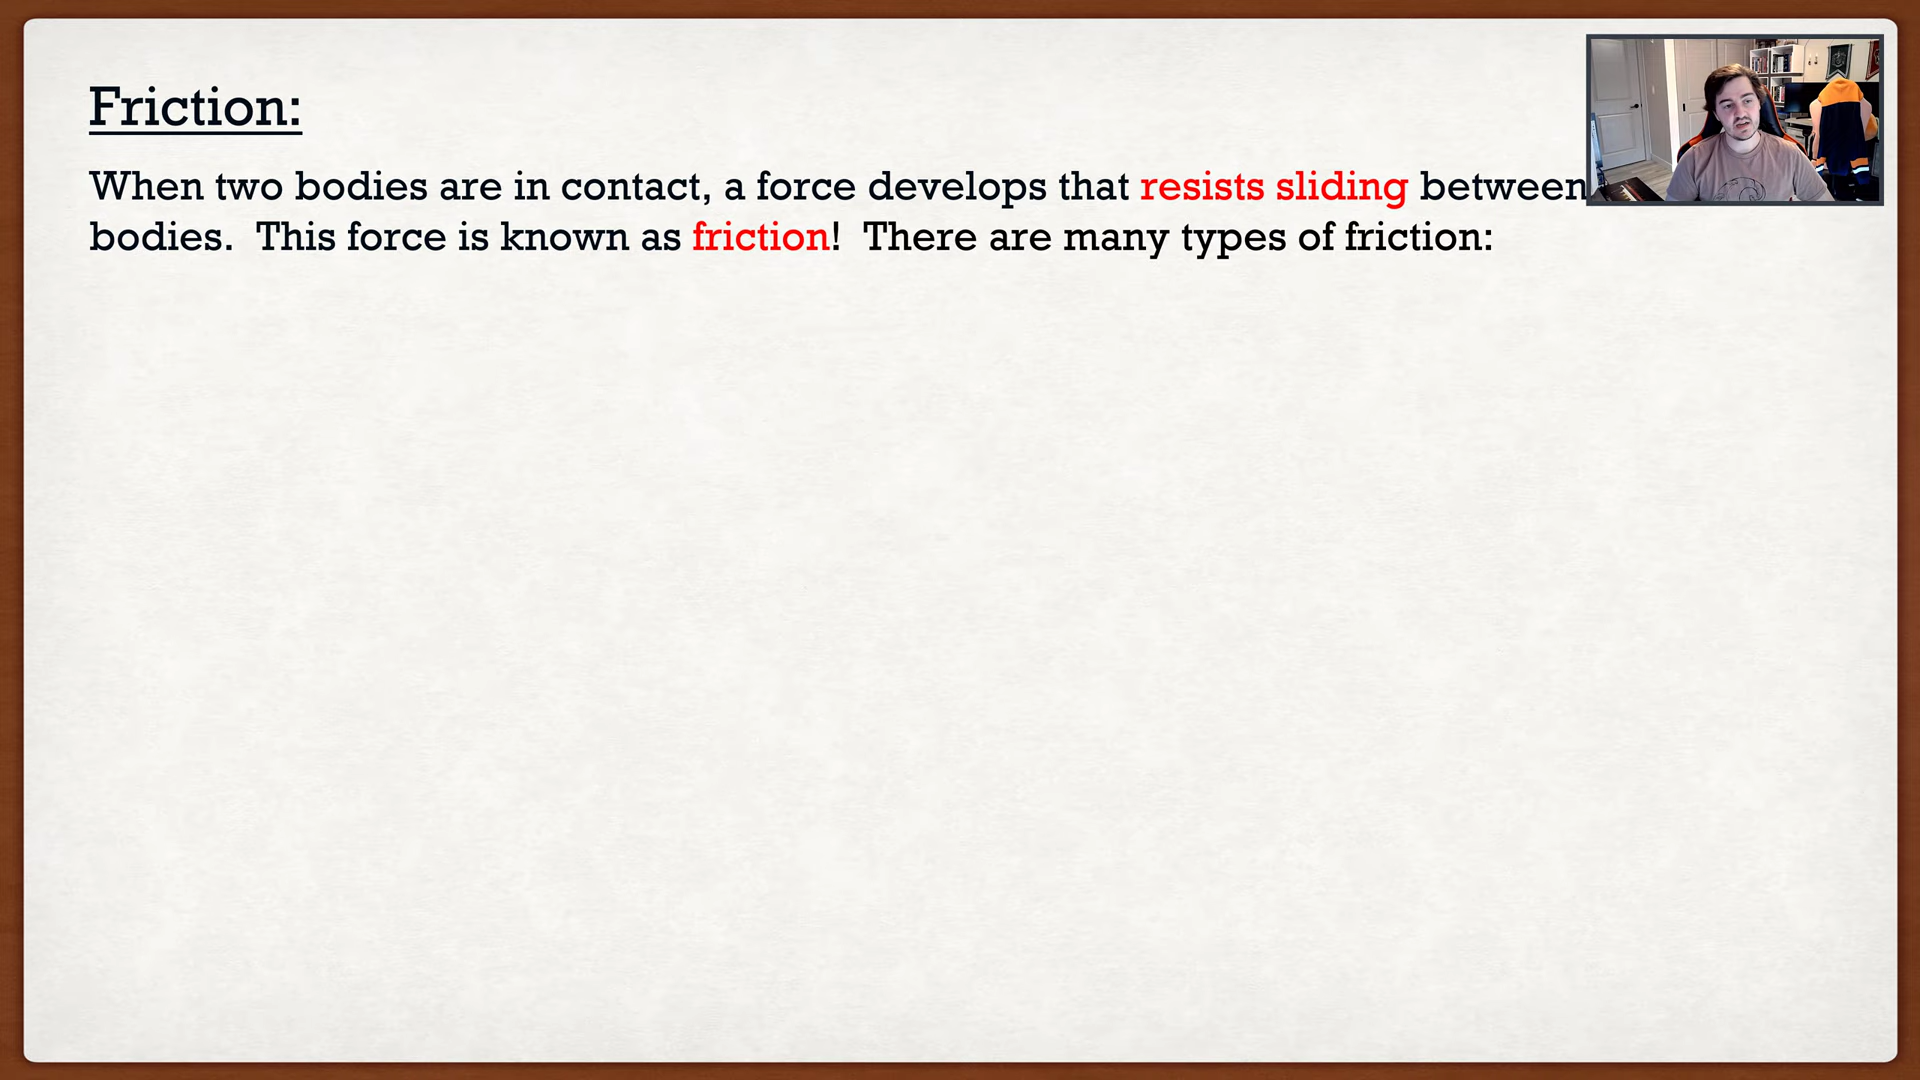 Friction:
When two bodies are in contact, a force develops that resists sliding between
bodies.  This force is known as friction!  There are many types of friction: